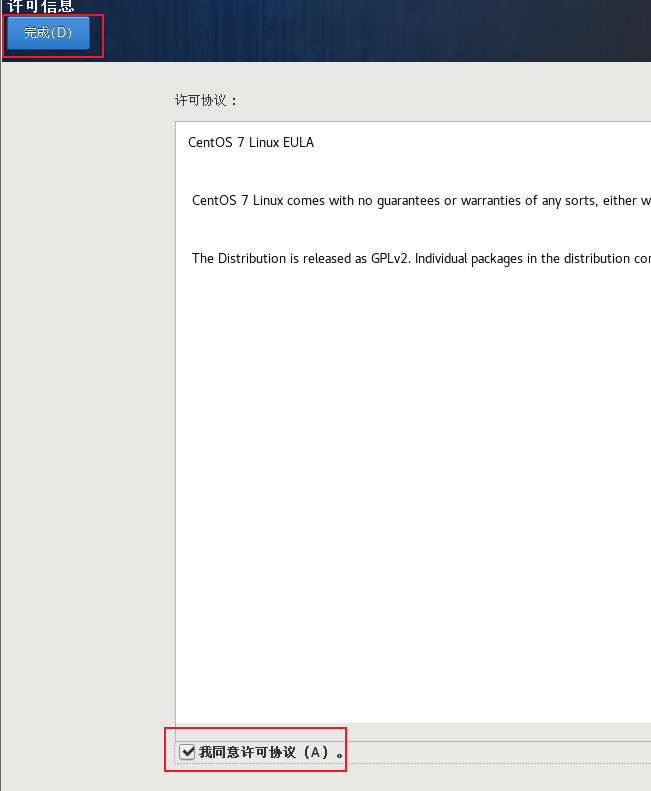 许可信息
完成(D)
许可协议：
CentOS 7 Linux EULA
CentOS 7 Linux comes with no guarantees or warranties of any sorts, either w
The Distribution is released as GPLv2. Individual packages in the distribution co
我同意许可协议（A）。